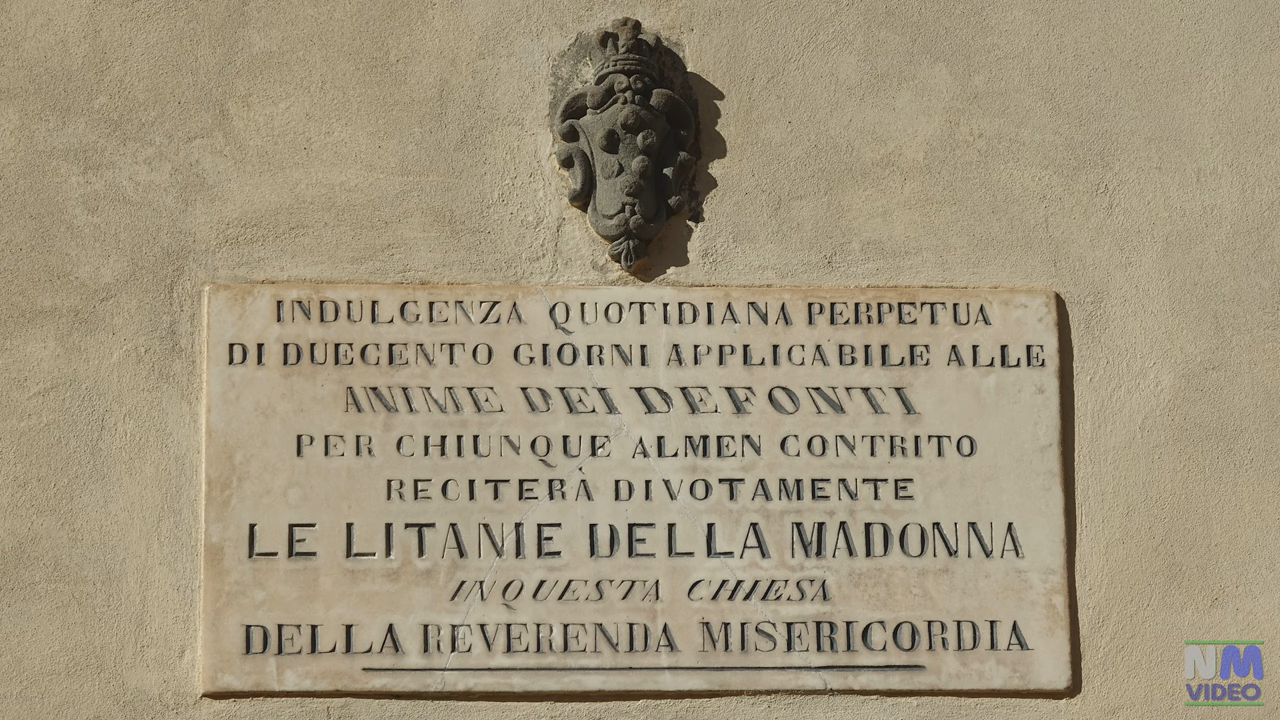 INDULGENZA QUOTIDIANA PERPETUA
DI DUECENTO GIORNI APPLICABILE ALLE
ANIME DEI DEFONTI
PER CHIUNQUE ALMEN CONTRITO
RECITERÀ DIVOTAMENTE
LE LITANIE DELLA MADONNA
IN QUESTA CHIESA
DELLA REVERENDA MISERICORDIA
NM
VIDEO